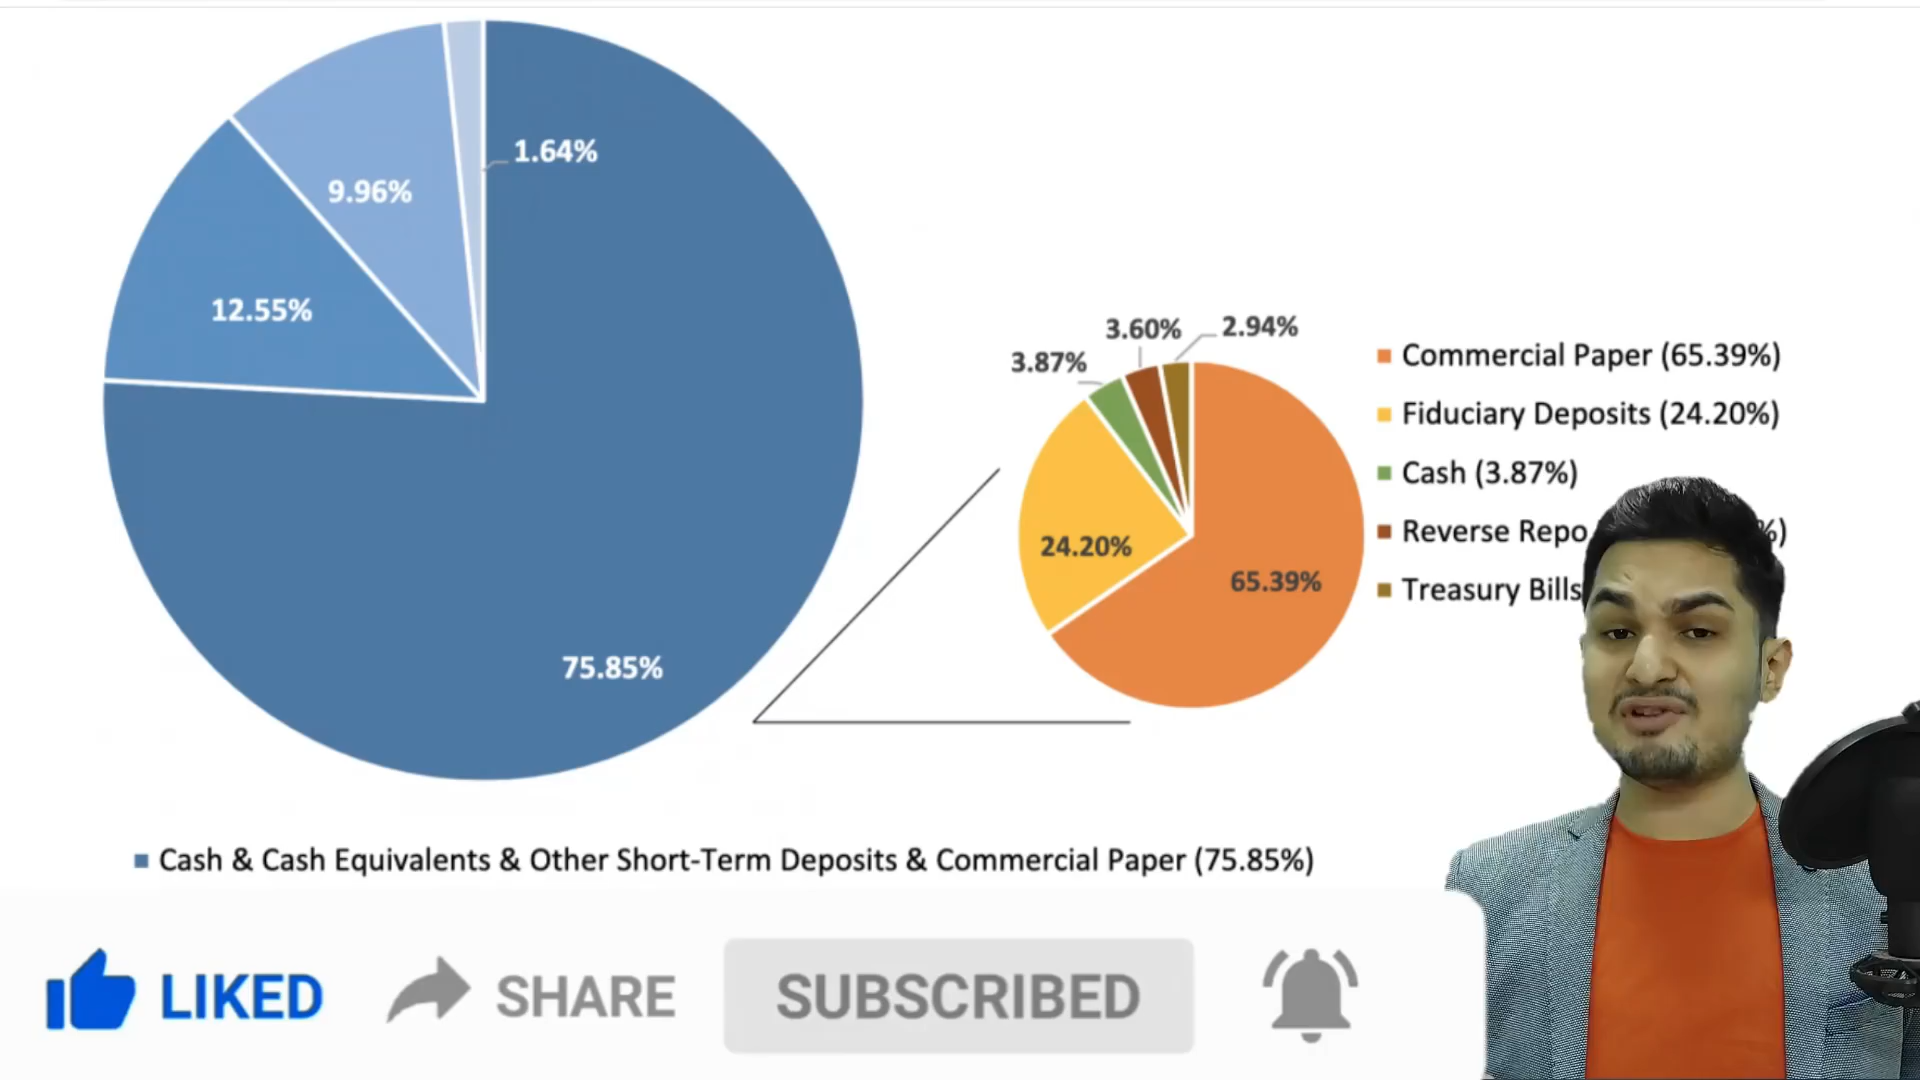 1.64%
9.96%
12.55%
75.85%
3.60%
2.94%
3.87%
24.20%
65.39%
Commercial Paper (65.39%)
Fiduciary Deposits (24.20%)
Cash (3.87%)
Reverse Repo %)
Treasury Bills
Cash & Cash Equivalents & Other Short-Term Deposits & Commercial Paper (75.85%)
LIKED SHARE SUBSCRIBED